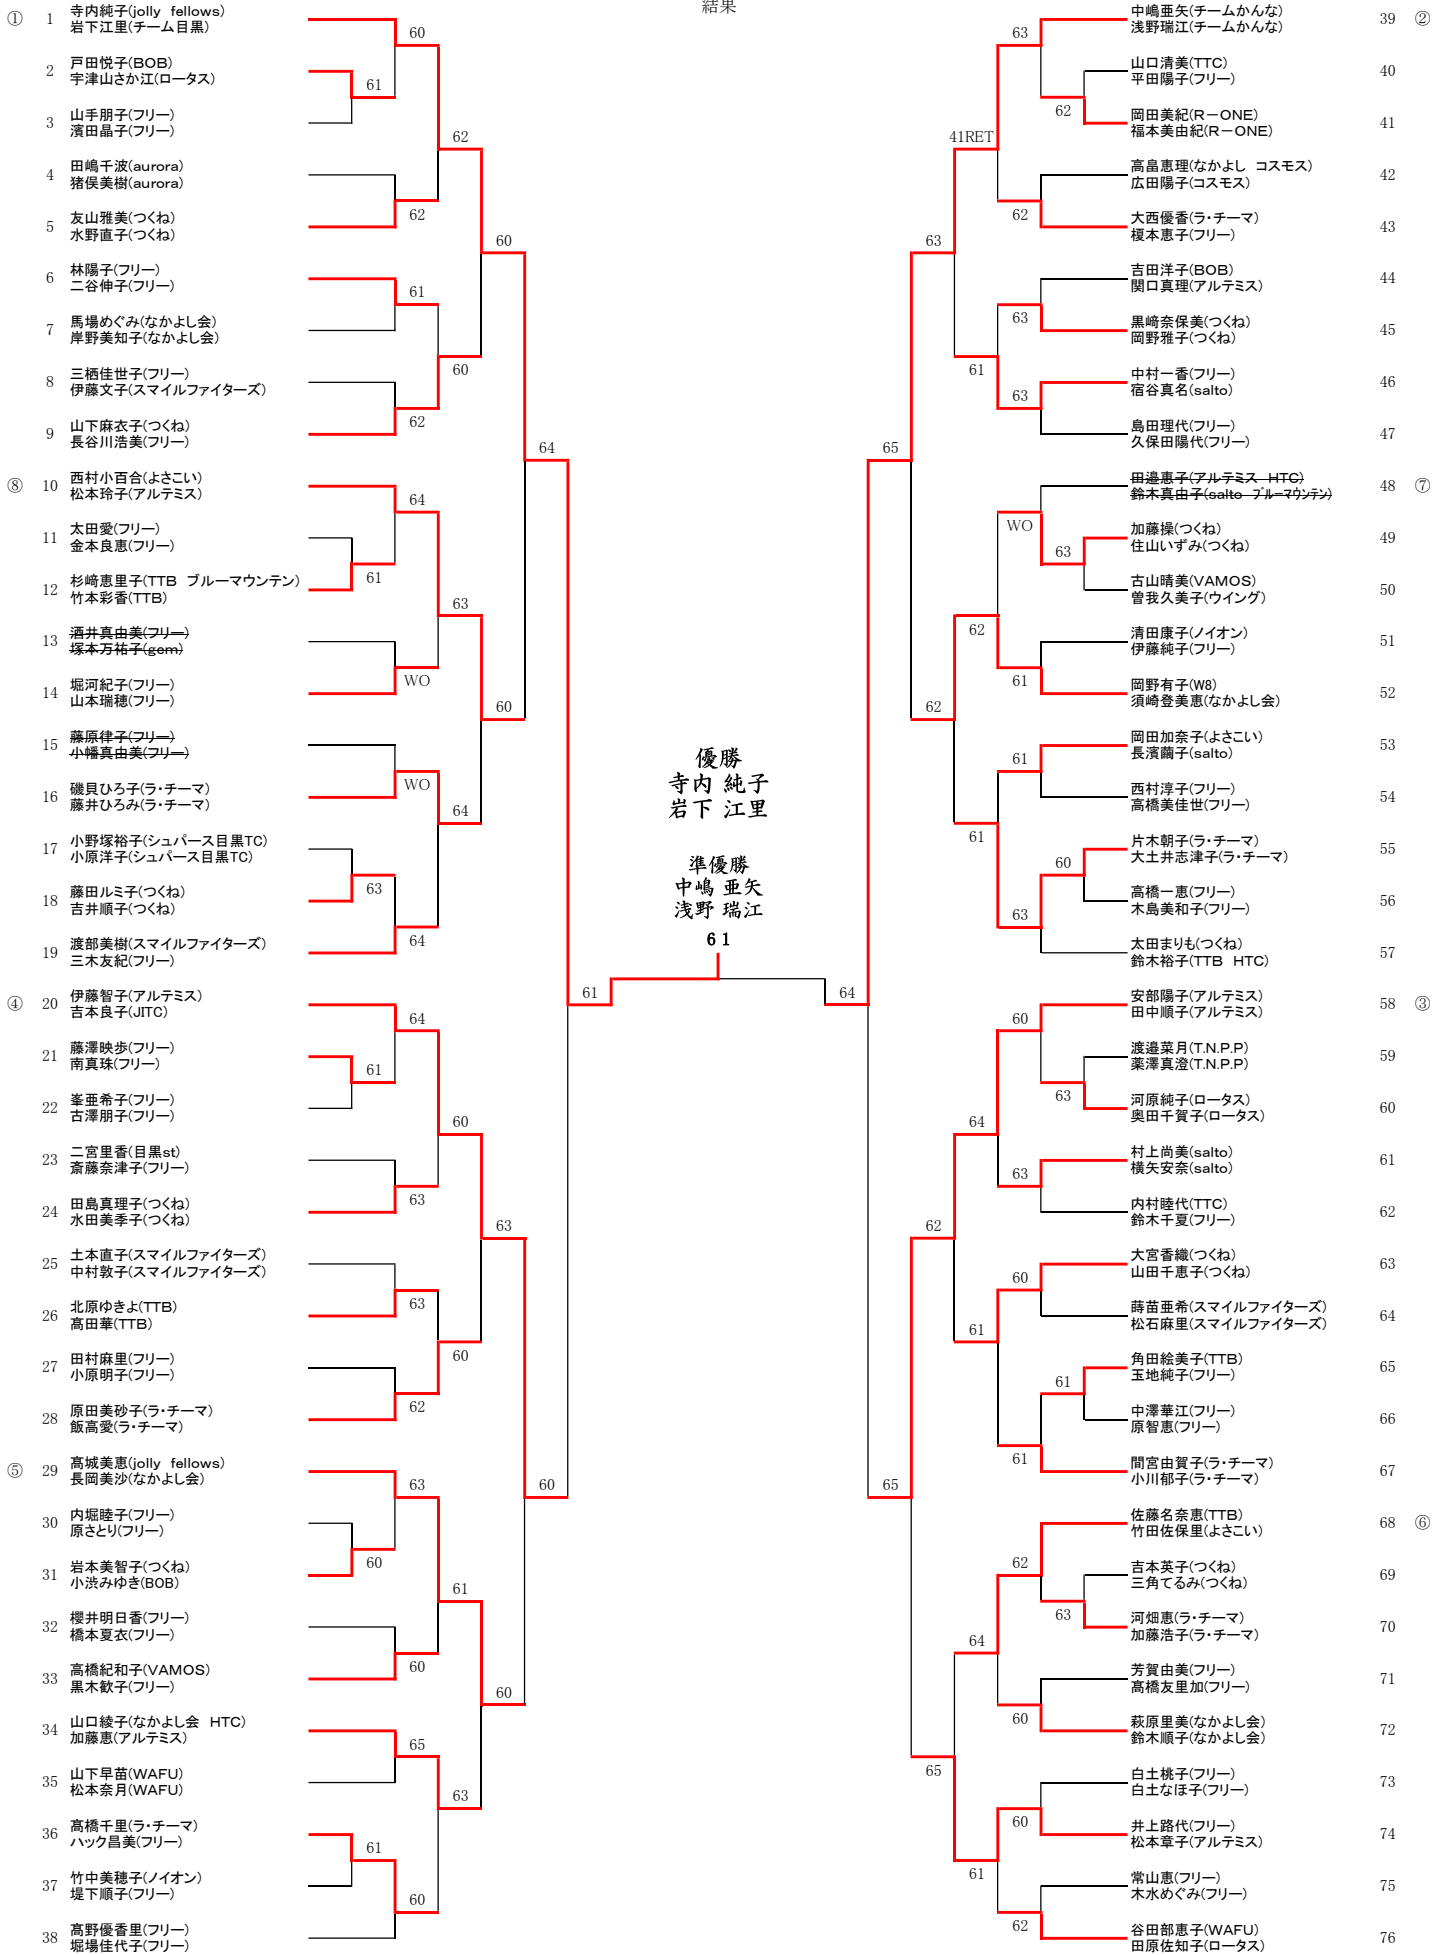 結果
① 1 寺内純子(jolly fellows)
岩下江里(チーム目黒)
2 戸田悦子(BOB)
宇津山さか江(ロータス)
3 山手朋子(フリー)
濱田晶子(フリー)
4 田嶋千波(aurora)
猪俣美樹(aurora)
5 友山雅美(つくね)
水野直子(つくね)
6 林陽子(フリー)
二谷伸子(フリー)
7 馬場めぐみ(なかよし会)
岸野美知子(なかよし会)
8 三栖佳世子(フリー)
伊藤文子(スマイルファイターズ)
9 山下麻衣子(つくね)
長谷川浩美(フリー)
⑧ 10 西村小百合(よさこい)
松本玲子(アルテミス)
11 太田愛(フリー)
金本良恵(フリー)
12 杉﨑恵里子(TTB ブルーマウンテン)
竹本彩香(TTB)
13 酒井真由美(フリー)
塚本万祐子(gem)
14 堀河紀子(フリー)
山本瑞穂(フリー)
15 藤原律子(フリー)
小幡真由美(フリー)
16 磯貝ひろ子(ラ・チーマ)
藤井ひろみ(ラ・チーマ)
17 小野塚裕子(シュパース目黒TC)
小原洋子(シュパース目黒TC)
18 藤田ルミ子(つくね)
吉井順子(つくね)
19 渡部美樹(スマイルファイターズ)
三木友紀(フリー)
④ 20 伊藤智子(アルテミス)
吉本良子(JITC)
21 藤澤映歩(フリー)
南真珠(フリー)
22 峯亜希子(フリー)
古澤朋子(フリー)
23 二宮里香(目黒st)
斎藤奈津子(フリー)
24 田島真理子(つくね)
水田美季子(つくね)
25 土本直子(スマイルファイターズ)
中村敦子(スマイルファイターズ)
26 北原ゆきよ(TTB)
髙田華(TTB)
27 田村麻里(フリー)
小原明子(フリー)
28 原田美砂子(ラ・チーマ)
飯高愛(ラ・チーマ)
⑤ 29 髙城美恵(jolly fellows)
長岡美沙(なかよし会)
30 内堀睦子(フリー)
原さとり(フリー)
31 岩本美智子(つくね)
小渋みゆき(BOB)
32 櫻井明日香(フリー)
橋本夏衣(フリー)
33 高橋紀和子(VAMOS)
黒木歓子(フリー)
34 山口綾子(なかよし会 HTC)
加藤恵(アルテミス)
35 山下早苗(WAFU)
松本奈月(WAFU)
36 髙橋千里(ラ・チーマ)
ハック昌美(フリー)
37 竹中美穂子(ノイオン)
堤下順子(フリー)
38 髙野優香里(フリー)
堀場佳代子(フリー)
60
61
62
62
60
61
60
62
64
64
61
63
WO
60
WO
64
63
64
61
64
61
60
63
63
63
60
62
60
63
60
61
60
60
65
63
61
60
優勝
寺内 純子
岩下 江里
準優勝
中嶋 亜矢
浅野 瑞江
61
63
62
41RET
62
63
63
61
63
65
WO
63
62
61
62
61
61
60
63
64
60
63
64
63
62
60
61
61
61
65
62
63
64
60
65
60
61
62
中嶋亜矢(チームかんな) 39 ②
浅野瑞江(チームかんな)
山口清美(TTC) 40
平田陽子(フリー)
岡田美紀(R－ONE) 41
福本美由紀(R－ONE)
高畠恵理(なかよし コスモス) 42
広田陽子(コスモス)
大西優香(ラ・チーマ) 43
榎本恵子(フリー)
吉田洋子(BOB) 44
関口真理(アルテミス)
黒﨑奈保美(つくね) 45
岡野雅子(つくね)
中村一香(フリー) 46
宿谷真名(salto)
島田理代(フリー) 47
久保田陽代(フリー)
田邉恵子(アルテミス HTC) 48 ⑦
鈴木真由子(salto ブルーマウンテン)
加藤操(つくね) 49
住山いずみ(つくね)
古山晴美(VAMOS) 50
曽我久美子(ウイング)
清田康子(ノイオン) 51
伊藤純子(フリー)
岡野有子(W8) 52
須崎登美恵(なかよし会)
岡田加奈子(よさこい) 53
長濱繭子(salto)
西村淳子(フリー) 54
高橋美佳世(フリー)
片木朝子(ラ・チーマ) 55
大土井志津子(ラ・チーマ)
高橋一恵(フリー) 56
木島美和子(フリー)
太田まりも(つくね) 57
鈴木裕子(TTB HTC)
安部陽子(アルテミス) 58 ③
田中順子(アルテミス)
渡邉菜月(T.N.P.P) 59
薬澤真澄(T.N.P.P)
河原純子(ロータス) 60
奥田千賀子(ロータス)
村上尚美(salto) 61
横矢安奈(salto)
内村睦代(TTC) 62
鈴木千夏(フリー)
大宮香織(つくね) 63
山田千恵子(つくね)
蒔苗亜希(スマイルファイターズ) 64
松石麻里(スマイルファイターズ)
角田絵美子(TTB) 65
玉地純子(フリー)
中澤華江(フリー) 66
原智恵(フリー)
間宮由賀子(ラ・チーマ) 67
小川郁子(ラ・チーマ)
佐藤名奈恵(TTB) 68 ⑥
竹田佐保里(よさこい)
吉本英子(つくね) 69
三角てるみ(つくね)
河畑恵(ラ・チーマ) 70
加藤浩子(ラ・チーマ)
芳賀由美(フリー) 71
髙橋友里加(フリー)
萩原里美(なかよし会) 72
鈴木順子(なかよし会)
白土桃子(フリー) 73
白土なほ子(フリー)
井上路代(フリー) 74
松本章子(アルテミス)
常山恵(フリー) 75
木水めぐみ(フリー)
谷田部恵子(WAFU) 76
田原佐知子(ロータス)